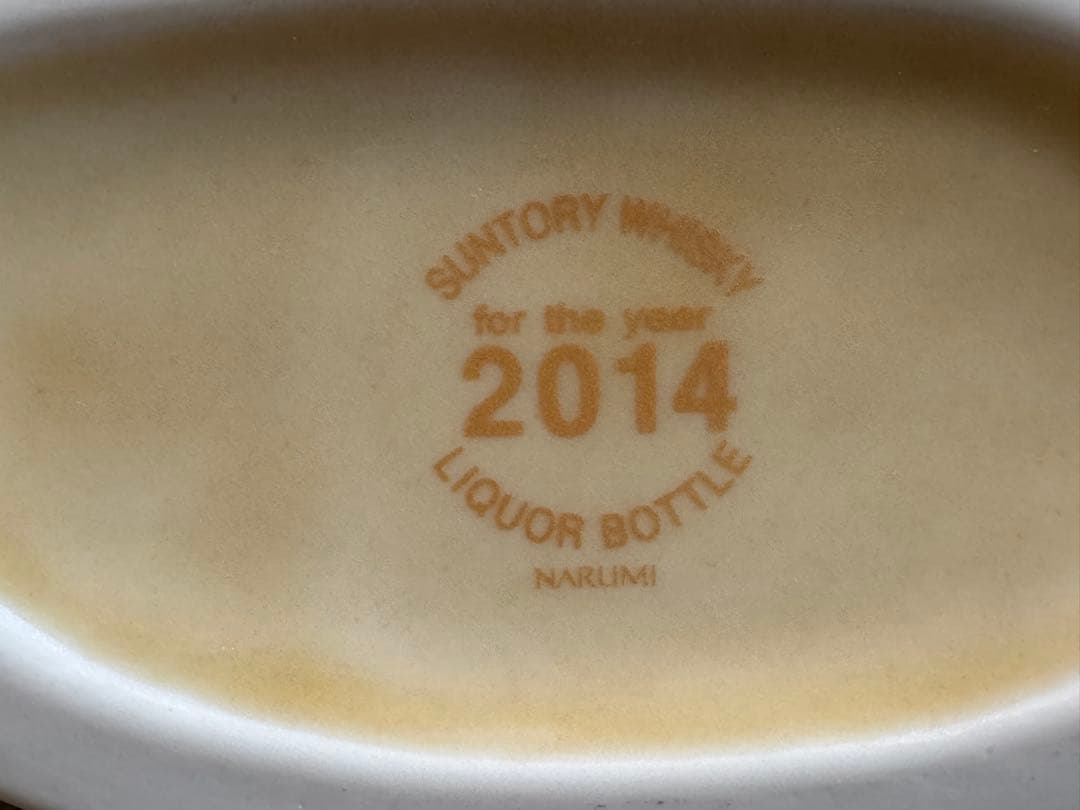 SUNTORY WHISKY
for the year
2014
LIQUOR BOTTLE
NARUMI